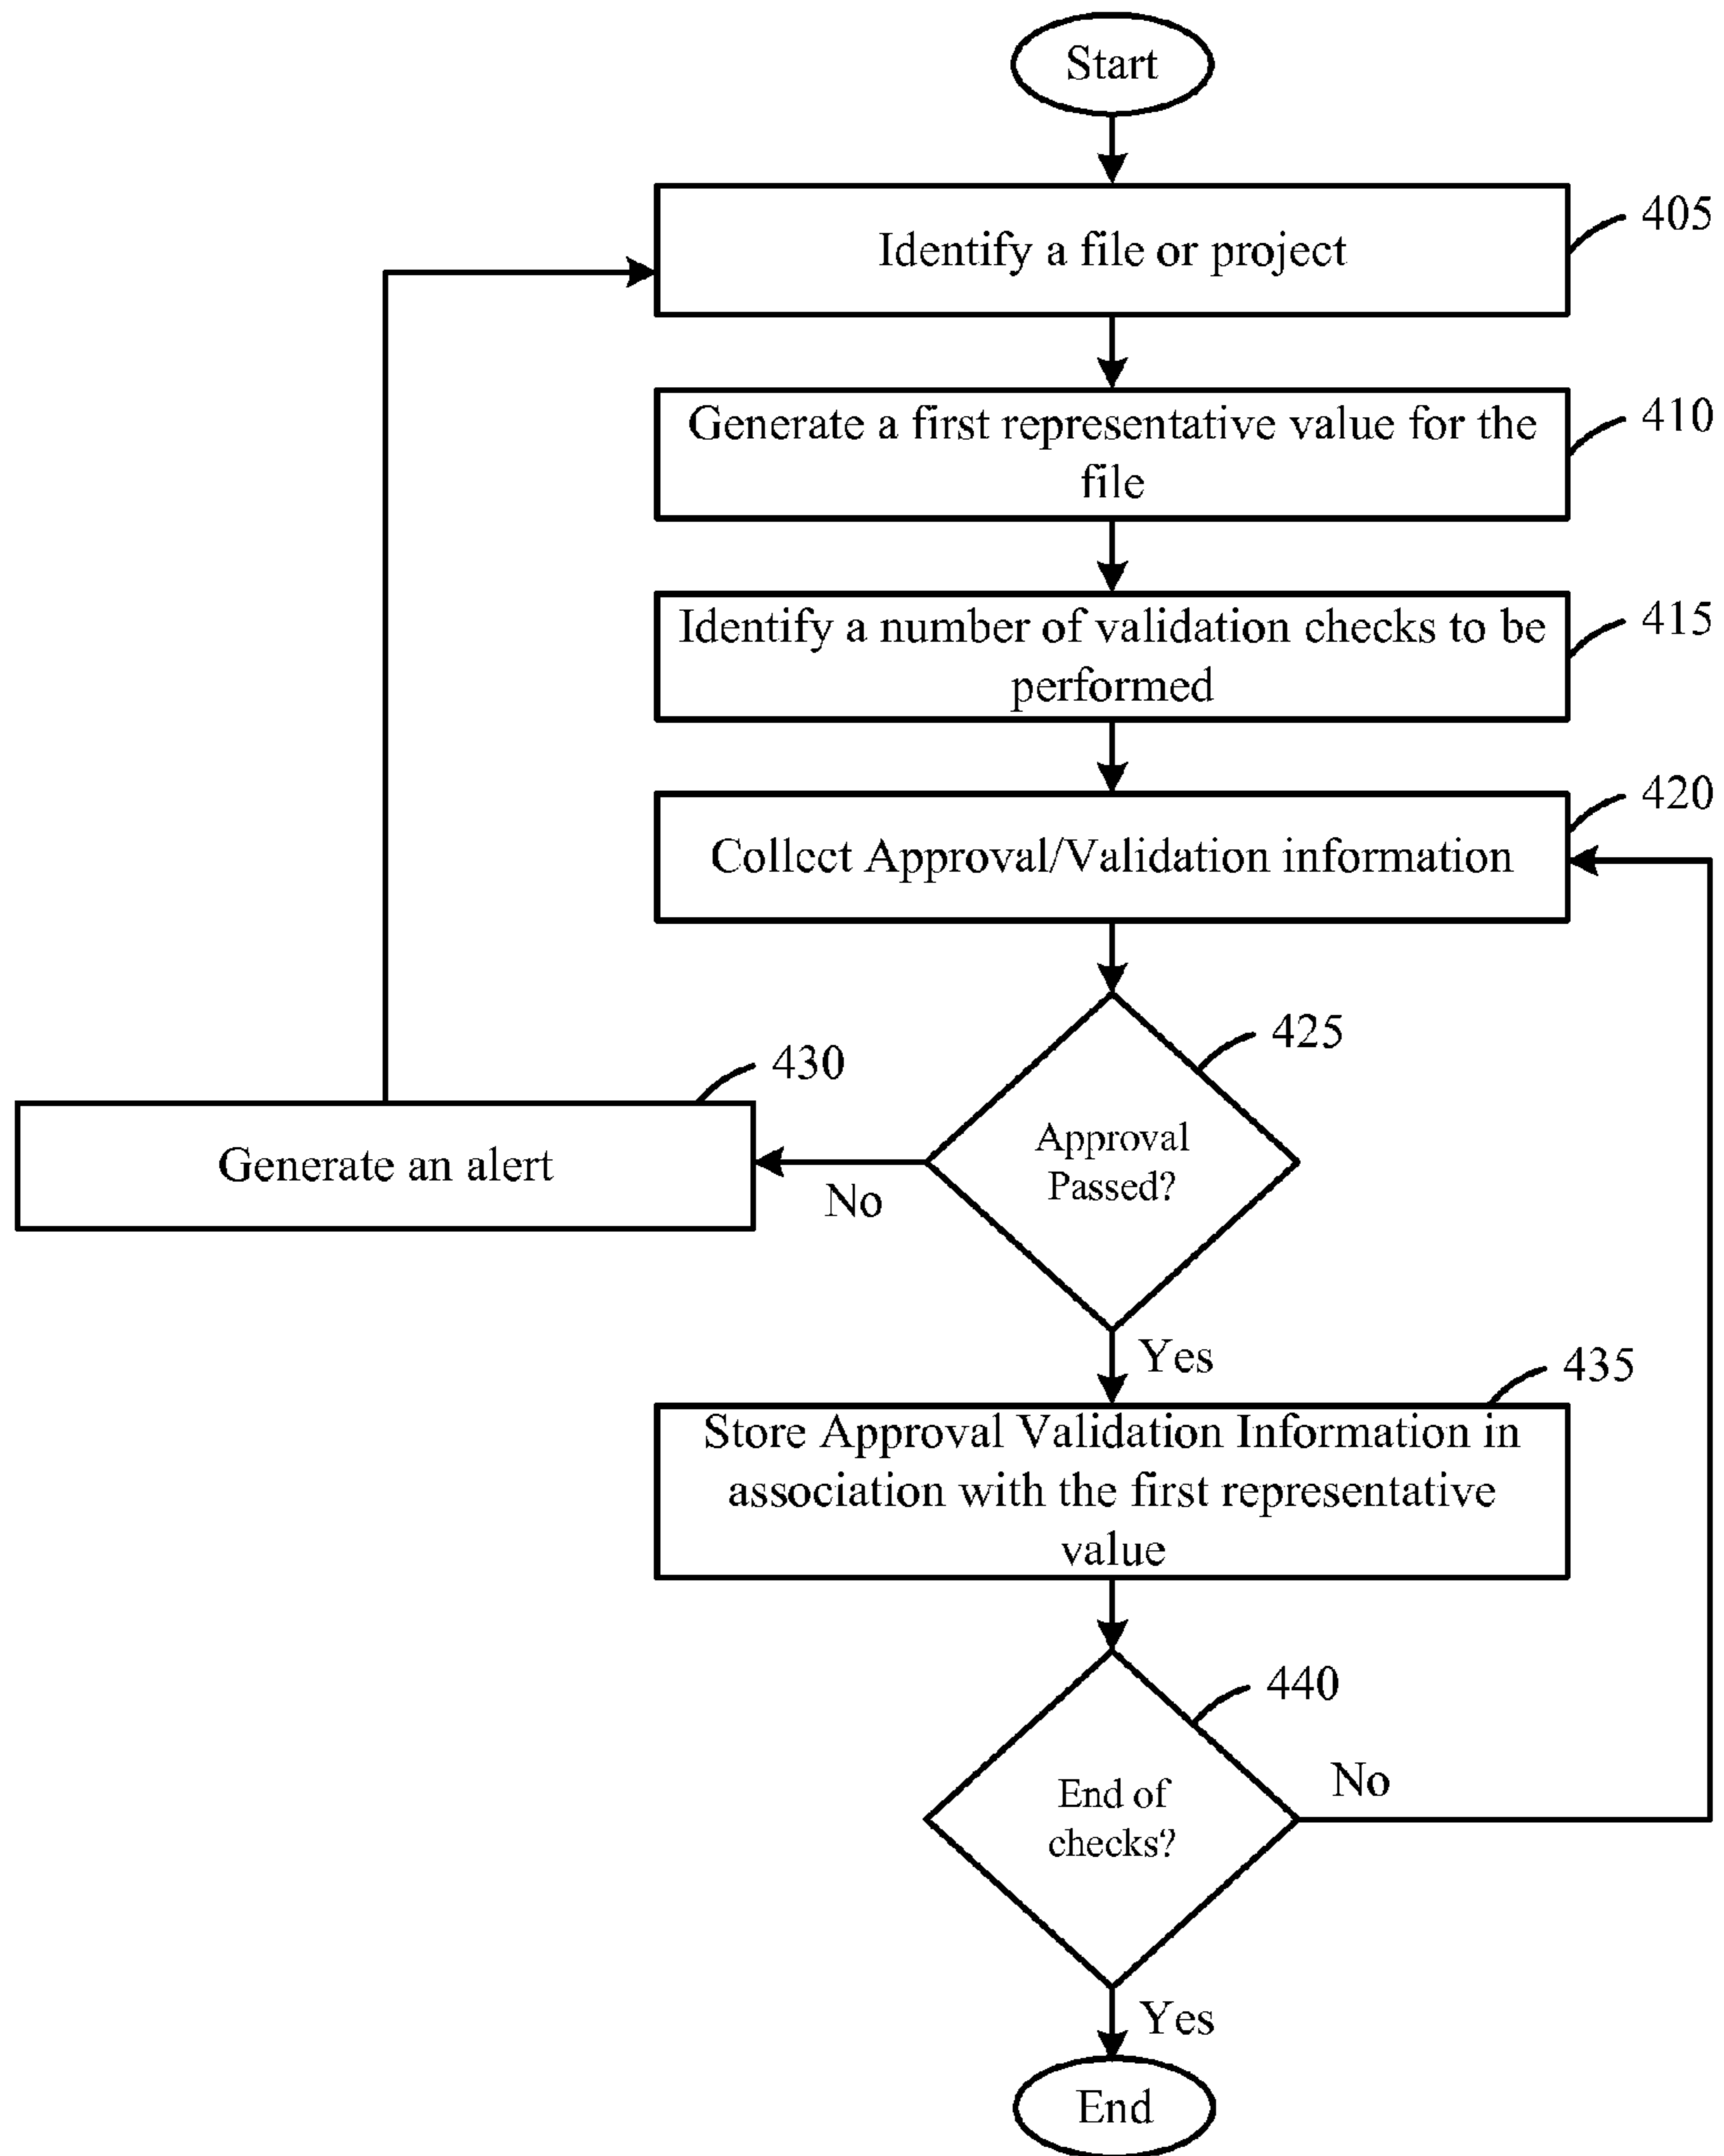 Start
Identify a file or project
405
Generate a first representative value for the
file
410
Identify a number of validation checks to be
performed
415
Collect Approval/Validation information
420
Approval
Passed?
425
No
Generate an alert
430
Yes
Store Approval Validation Information in
association with the first representative
value
435
End of
checks?
440
No
Yes
End